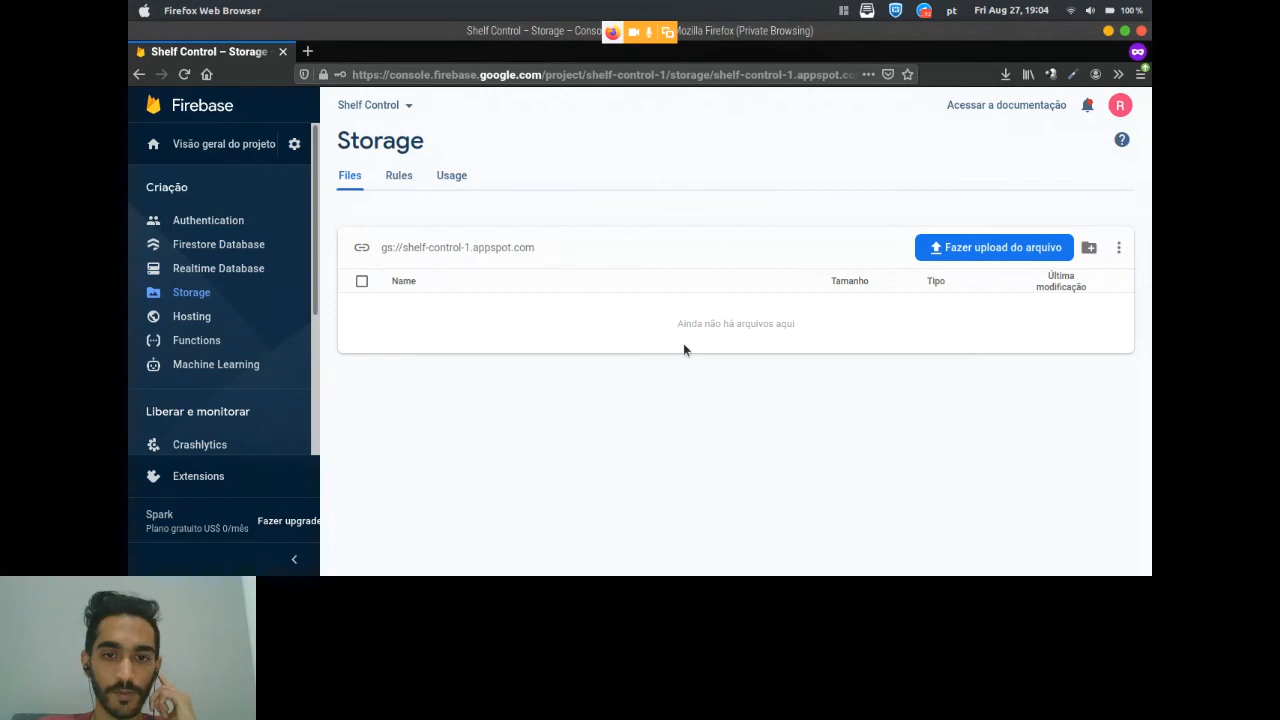 Firefox Web Browser
pt
Fri Aug 27, 19:04
100 %
Shelf Control – Storage – Conso
Mozilla Firefox (Private Browsing)
Shelf Control – Storage
https://console.firebase.google.com/project/shelf-control-1/storage/shelf-control-1.appspot.co
Firebase
Shelf Control
Acessar a documentação
R
Visão geral do projeto
Storage
Files
Rules
Usage
Criação
Authentication
Firestore Database
Realtime Database
Storage
Hosting
Functions
Machine Learning
gs://shelf-control-1.appspot.com
Fazer upload do arquivo
Name
Tamanho
Tipo
Última
modificação
Ainda não há arquivos aqui
Liberar e monitorar
Crashlytics
Extensions
Spark
Plano gratuito US$ 0/mês
Fazer upgrade